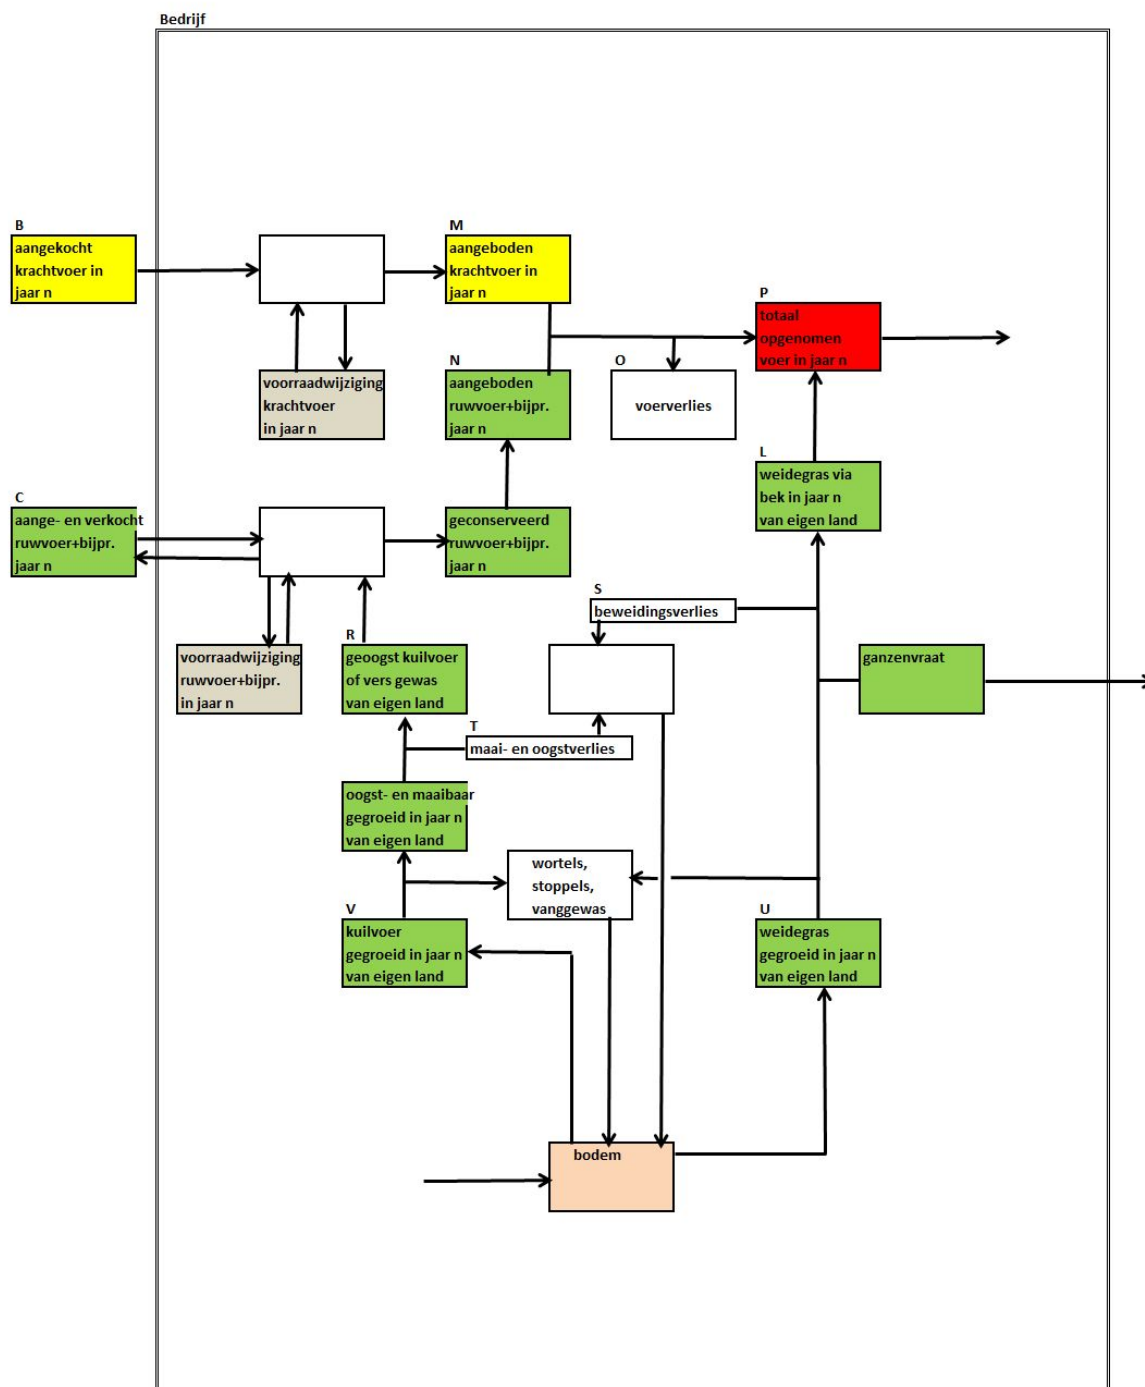 Bedrijf
B
aangekocht
krachtvoer in
jaar n
M
aangeboden
krachtvoer in
jaar n
P
totaal
opgenomen
voer in jaar n
voorraadwijziging
krachtvoer
in jaar n
N
aangeboden
ruwvoer+bijpr.
jaar n
O
voerverlies
L
weidegras via
bek in jaar n
van eigen land
C
aange- en verkocht
ruwvoer+bijpr.
jaar n
geconserveerd
ruwvoer+bijpr.
jaar n
S
beweidingsverlies
voorraadwijziging
ruwvoer+bijpr.
in jaar n
R
geoogst kuilvoer
of vers gewas
van eigen land
ganzenvraat
T
maai- en oogstverlies
oogst- en maaibaar
gegroeid in jaar n
van eigen land
wortels,
stoppels,
vanggewas
V
kuilvoer
gegroeid in jaar n
van eigen land
U
weidegras
gegroeid in jaar n
van eigen land
bodem